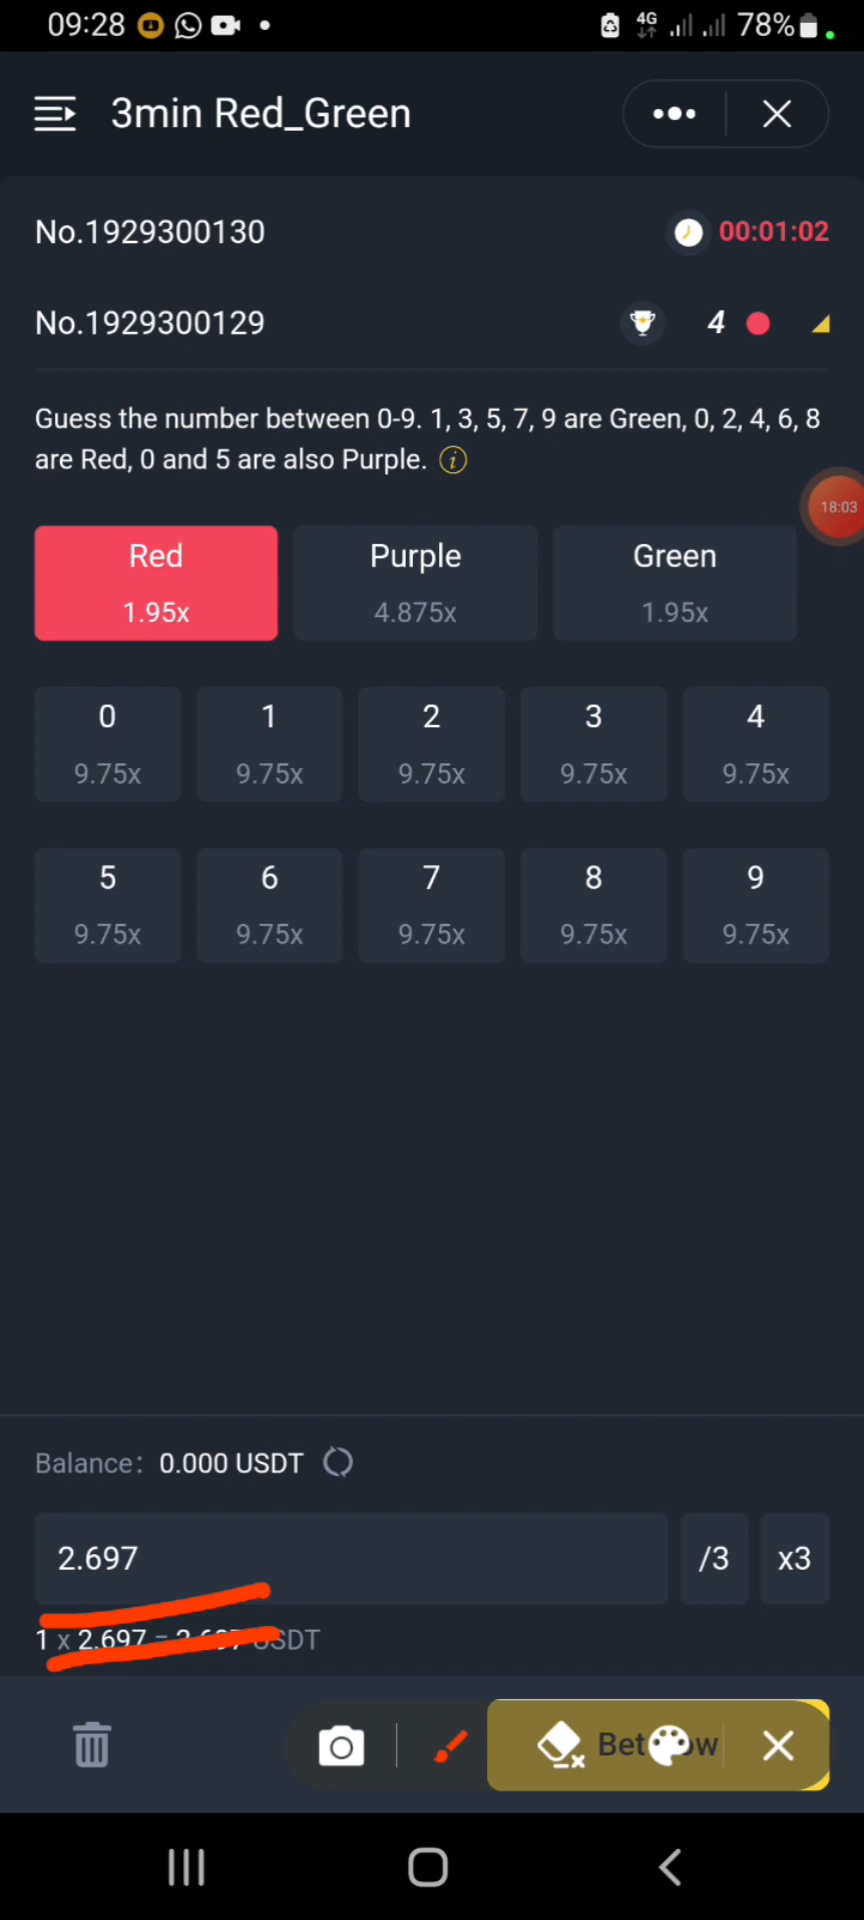 09:28 4G 78%
3min Red_Green
No.1929300130 00:01:02
No.1929300129 4
Guess the number between 0-9. 1, 3, 5, 7, 9 are Green, 0, 2, 4, 6, 8
are Red, 0 and 5 are also Purple. i
18:03
Red Purple Green
1.95x 4.875x 1.95x
0 1 2 3 4
9.75x 9.75x 9.75x 9.75x 9.75x
5 6 7 8 9
9.75x 9.75x 9.75x 9.75x 9.75x
Balance: 0.000 USDT
2.697 /3 x3
1 x 2.697 = 2.697 USDT
Bet